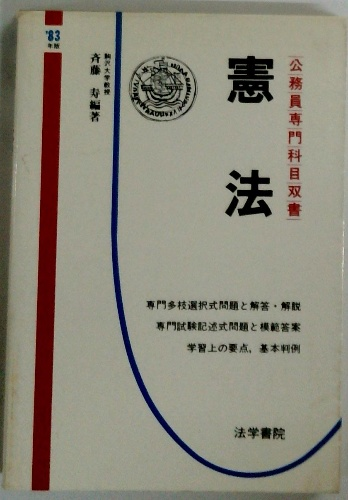 '83
年版
公務員専門科目双書
憲法
駒沢大学教授
斉藤 寿編著
専門多枝選択式問題と解答・解説
専門試験記述式問題と模範答案
学習上の要点。基本判例
法学書院